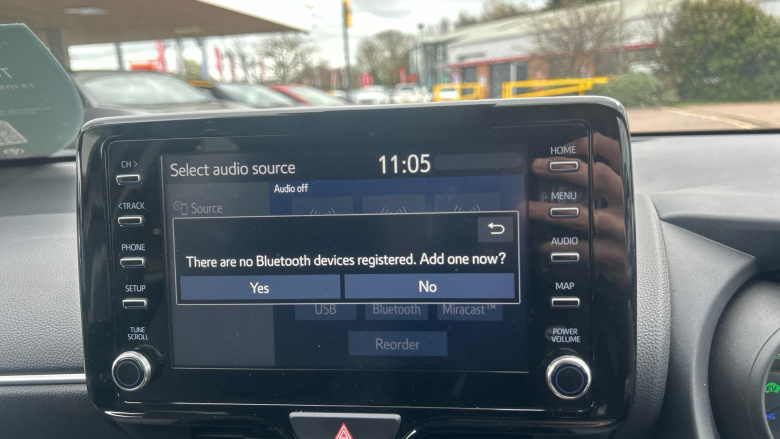 CH >
< TRACK
PHONE
SETUP
TUNE
SCROLL
Select audio source
11:05
Audio off
Source
There are no Bluetooth devices registered. Add one now?
Yes
No
USB
Bluetooth
Miracast™
Reorder
HOME
MENU
AUDIO
MAP
POWER
VOLUME
EV